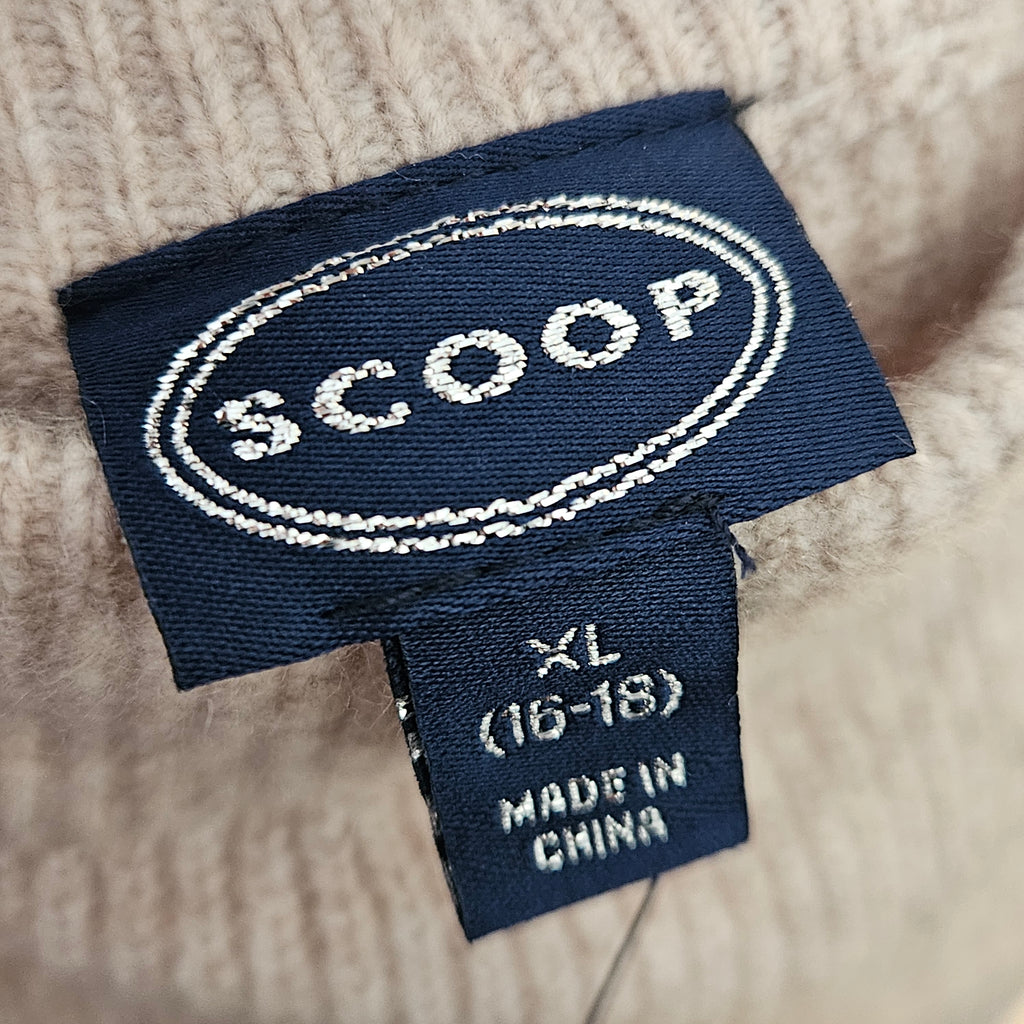 SCOOP
XL
(16-18)
MADE IN
CHINA